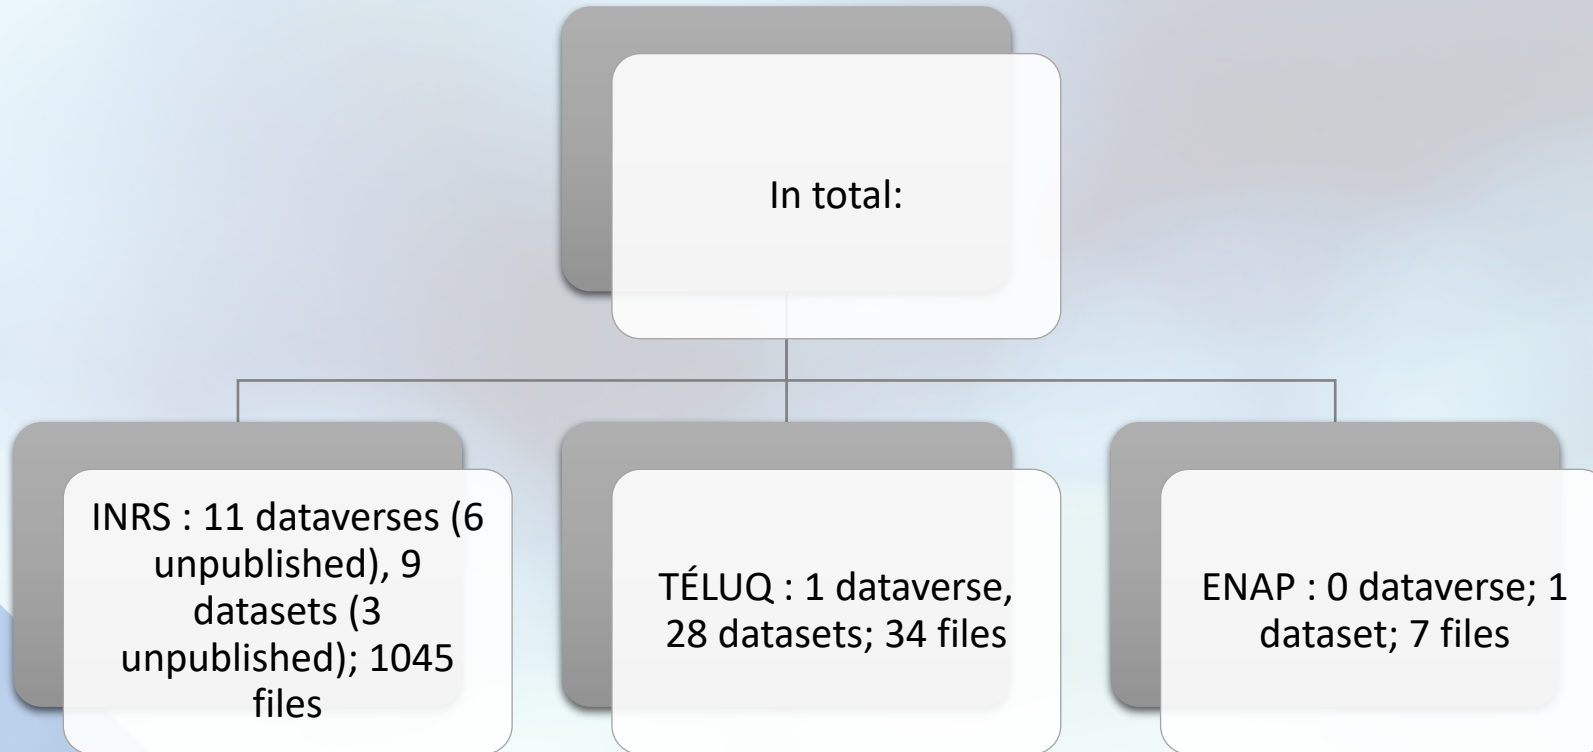 In total:
INRS : 11 dataverses (6
unpublished), 9
datasets (3
unpublished); 1045
files
TÉLUQ : 1 dataverse,
28 datasets; 34 files
ENAP : 0 dataverse; 1
dataset; 7 files